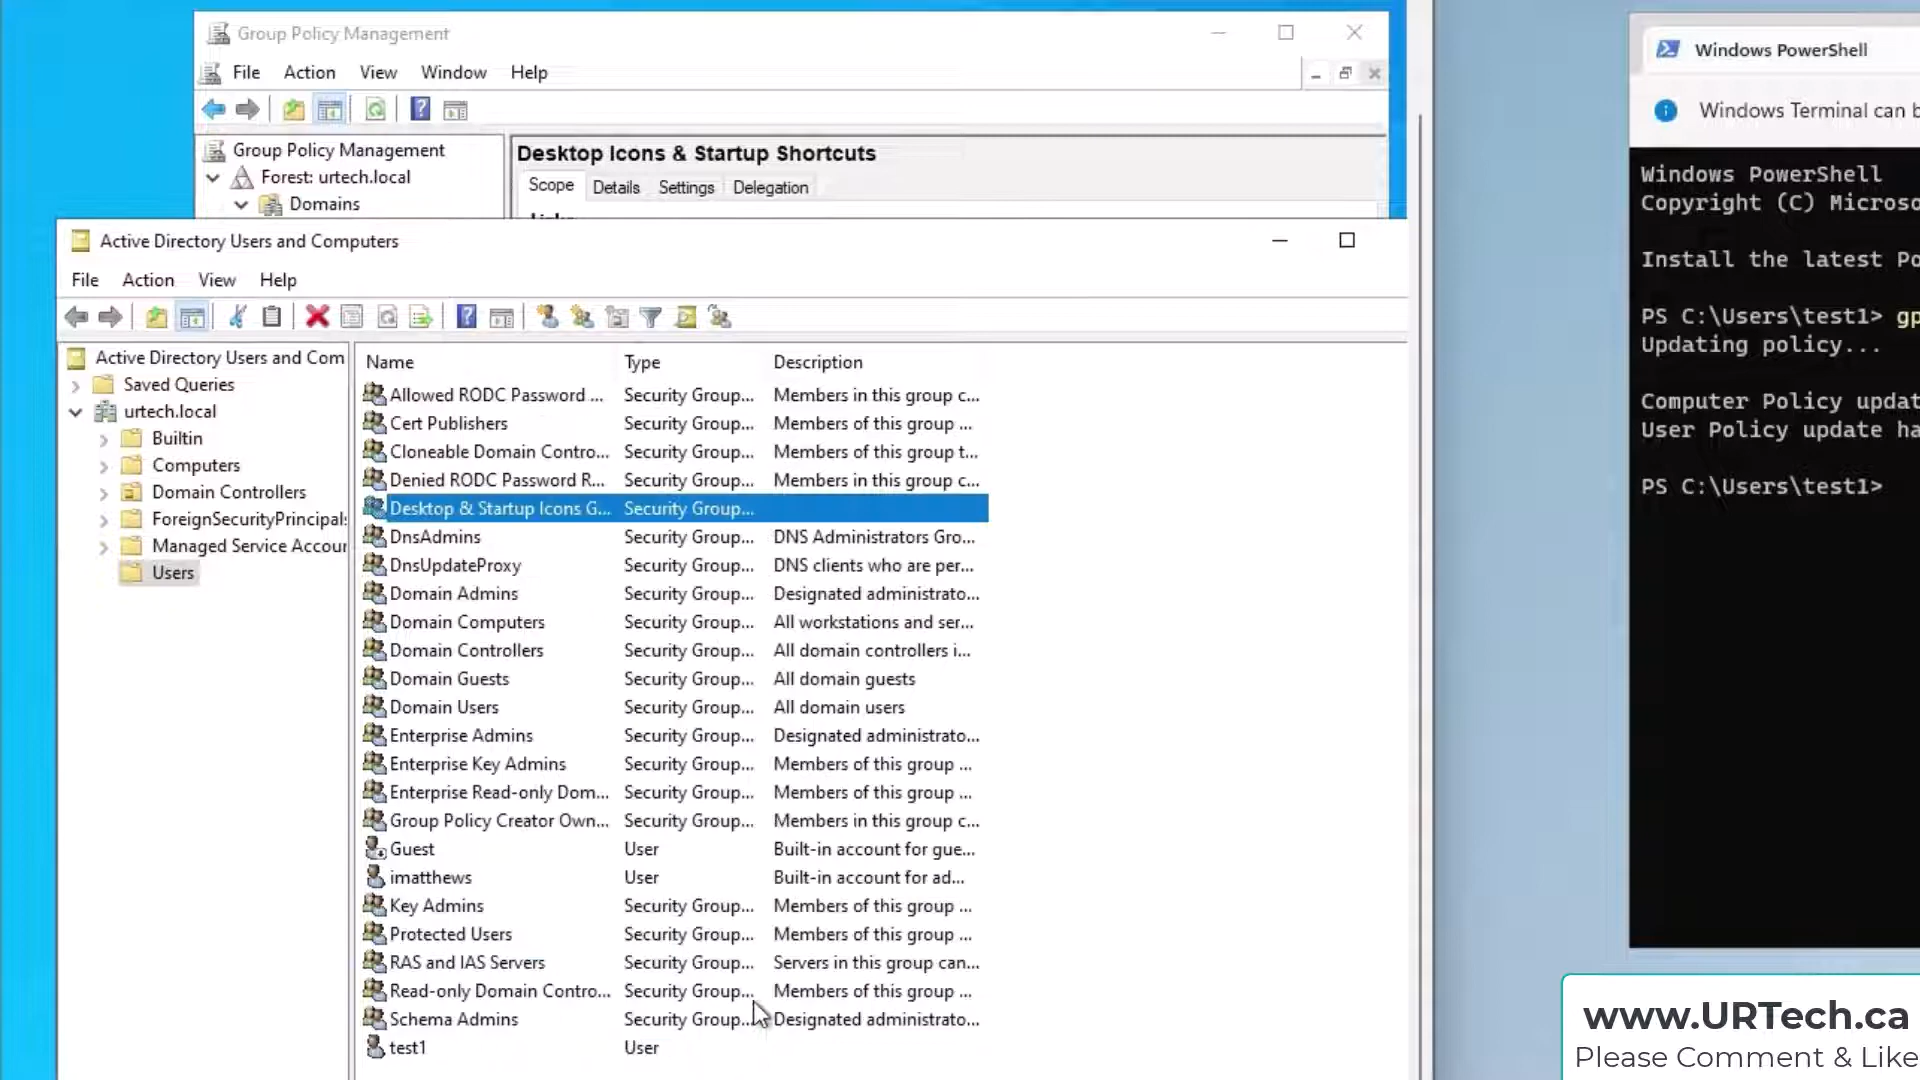 Group Policy Management
File Action View Window Help
Group Policy Management
Forest: urtech.local
Domains
Desktop Icons & Startup Shortcuts
Scope Details Settings Delegation
Active Directory Users and Computers
File Action View Help
Active Directory Users and Com
Saved Queries
urtech.local
Builtin
Computers
Domain Controllers
ForeignSecurityPrincipals
Managed Service Accour
Users
Name Type Description
Allowed RODC Password ... Security Group... Members in this group c...
Cert Publishers Security Group... Members of this group ...
Cloneable Domain Contro... Security Group... Members of this group t...
Denied RODC Password R... Security Group... Members in this group c...
Desktop & Startup Icons G... Security Group...
DnsAdmins Security Group... DNS Administrators Gro...
DnsUpdateProxy Security Group... DNS clients who are per...
Domain Admins Security Group... Designated administrato...
Domain Computers Security Group... All workstations and ser...
Domain Controllers Security Group... All domain controllers i...
Domain Guests Security Group... All domain guests
Domain Users Security Group... All domain users
Enterprise Admins Security Group... Designated administrato...
Enterprise Key Admins Security Group... Members of this group ...
Enterprise Read-only Dom... Security Group... Members of this group ...
Group Policy Creator Own... Security Group... Members in this group c...
Guest User Built-in account for gue...
imatthews User Built-in account for ad...
Key Admins Security Group... Members of this group ...
Protected Users Security Group... Members of this group ...
RAS and IAS Servers Security Group... Servers in this group can...
Read-only Domain Contro... Security Group... Members of this group ...
Schema Admins Security Group... Designated administrato...
test1 User
Windows PowerShell
Windows Terminal can b
Windows PowerShell
Copyright (C) Microso
Install the latest Po
PS C:\Users\test1> gp
Updating policy...
Computer Policy updat
User Policy update ha
PS C:\Users\test1>
www.URTech.ca
Please Comment & Like